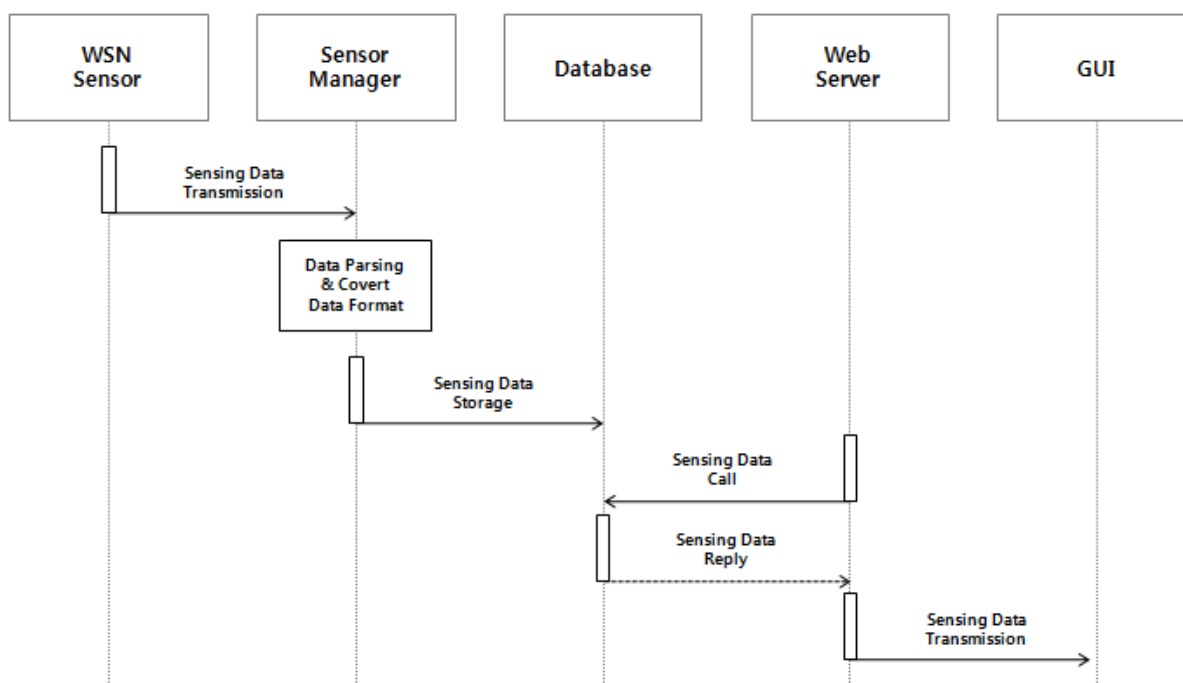 WSN
Sensor
Sensor
Manager
Database
Web
Server
GUI
Sensing Data
Transmission
Data Parsing
& Covert
Data Format
Sensing Data
Storage
Sensing Data
Call
Sensing Data
Reply
Sensing Data
Transmission